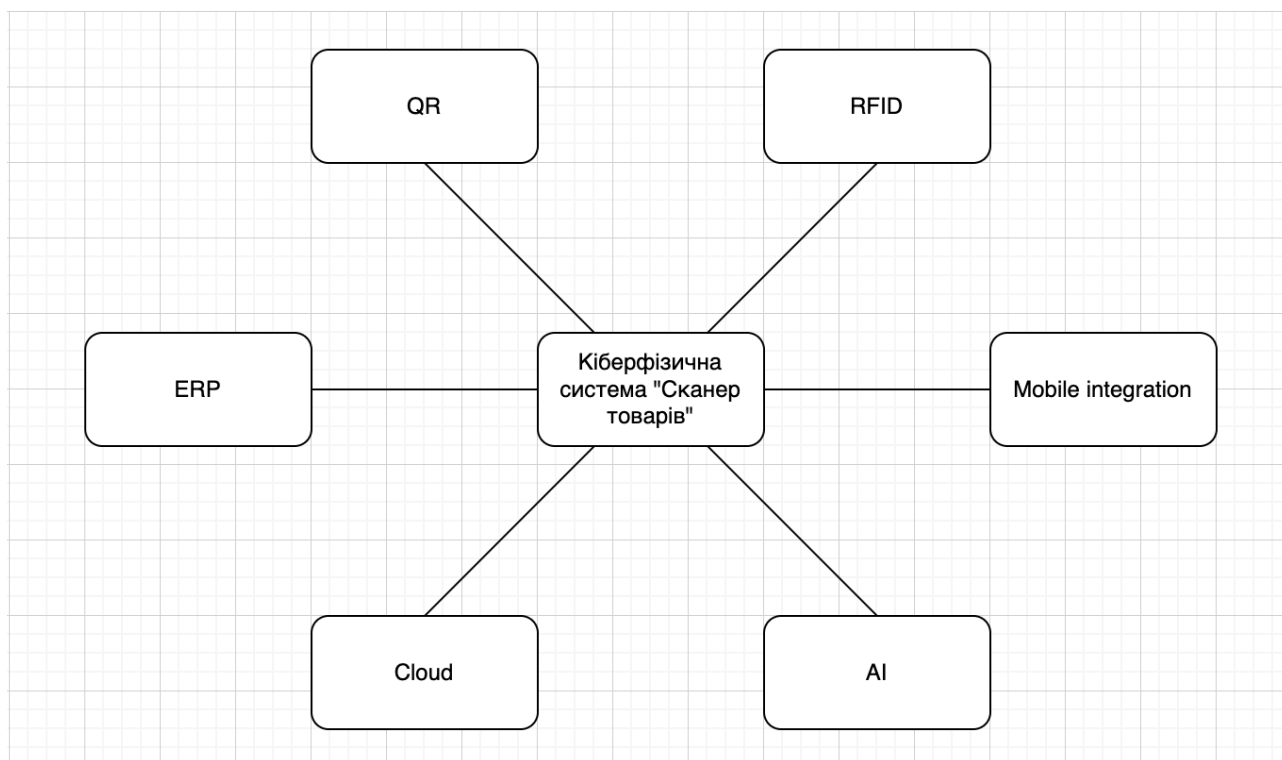 QR
RFID
ERP
Кіберфізична
система "Сканер
товарів"
Mobile integration
Cloud
AI